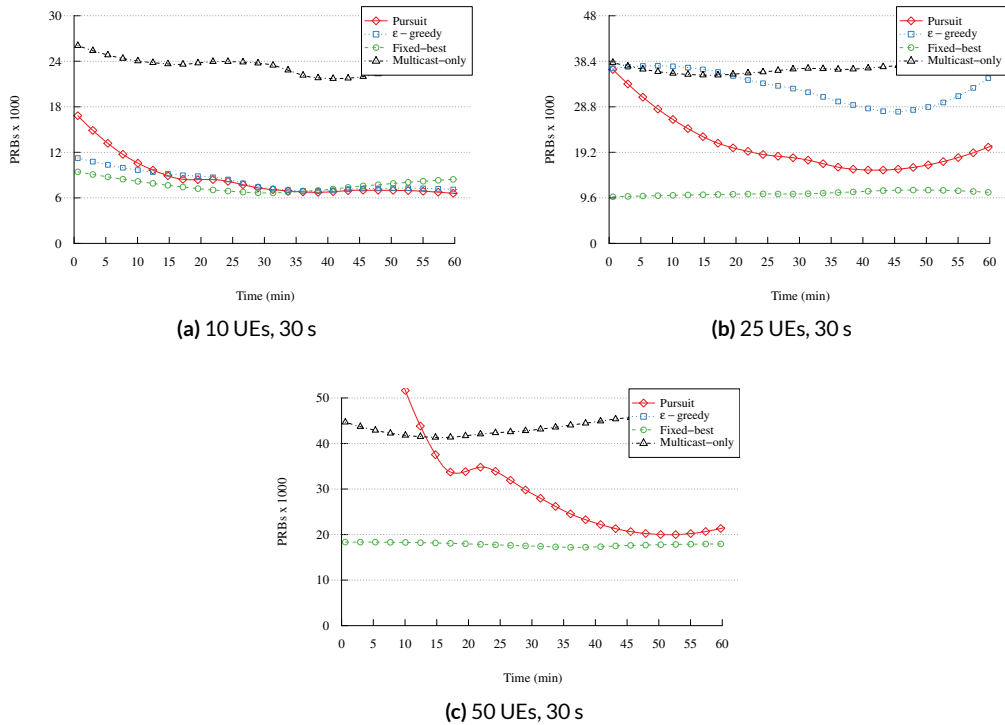 30
24
18
12
6
0
PRBs x 1000
Pursuit
ε−greedy
Fixed−best
Multicast−only
0 5 10 15 20 25 30 35 40 45 50 55 60
Time (min)
(a) 10 UEs, 30 s
48
38.4
28.8
19.2
9.6
0
PRBs x 1000
Pursuit
ε−greedy
Fixed−best
Multicast−only
0 5 10 15 20 25 30 35 40 45 50 55 60
Time (min)
(b) 25 UEs, 30 s
50
40
30
20
10
0
PRBs x 1000
Pursuit
ε−greedy
Fixed−best
Multicast−only
0 5 10 15 20 25 30 35 40 45 50 55 60
Time (min)
(c) 50 UEs, 30 s